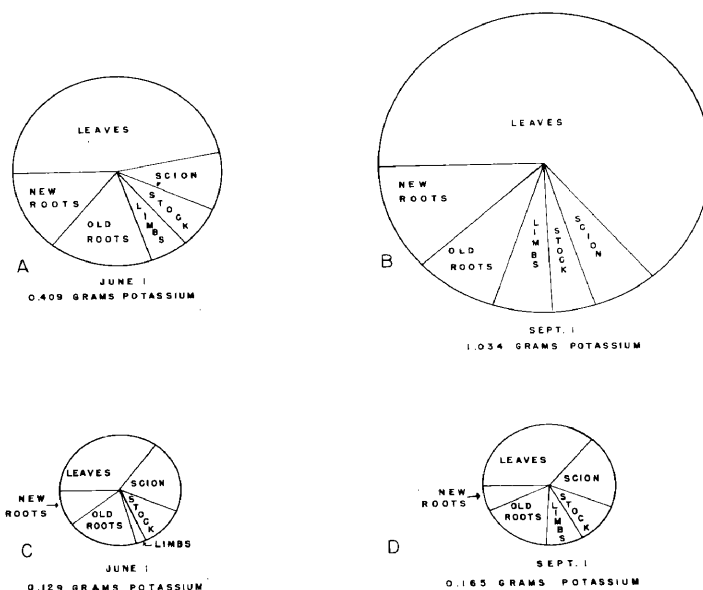 LEAVES
SCION
STOCK
LIMBS
OLD
ROOTS
NEW
ROOTS
A
JUNE 1
0.409 GRAMS POTASSIUM
LEAVES
NEW
ROOTS
OLD
ROOTS
LIMBS
STOCK
SCION
B
SEPT. 1
1.034 GRAMS POTASSIUM
LEAVES
SCION
NEW
ROOTS
OLD
ROOTS
STOCK
LIMBS
C
JUNE 1
0.129 GRAMS POTASSIUM
LEAVES
SCION
NEW
ROOTS
OLD
ROOTS
LIMBS
STOCK
D
SEPT. 1
0.165 GRAMS POTASSIUM